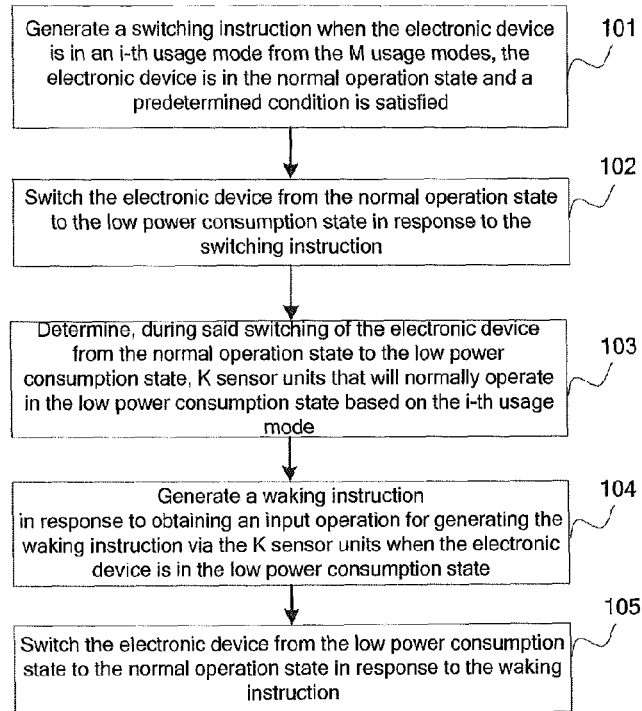 Generate a switching instruction when the electronic device
is in an i-th usage mode from the M usage modes, the
electronic device is in the normal operation state and a
predetermined condition is satisfied
101
Switch the electronic device from the normal operation state
to the low power consumption state in response to the
switching instruction
102
Determine, during said switching of the electronic device
from the normal operation state to the low power
consumption state, K sensor units that will normally operate
in the low power consumption state based on the i-th usage
mode
103
Generate a waking instruction
in response to obtaining an input operation for generating the
waking instruction via the K sensor units when the electronic
device is in the low power consumption state
104
Switch the electronic device from the low power consumption
state to the normal operation state in response to the waking
instruction
105